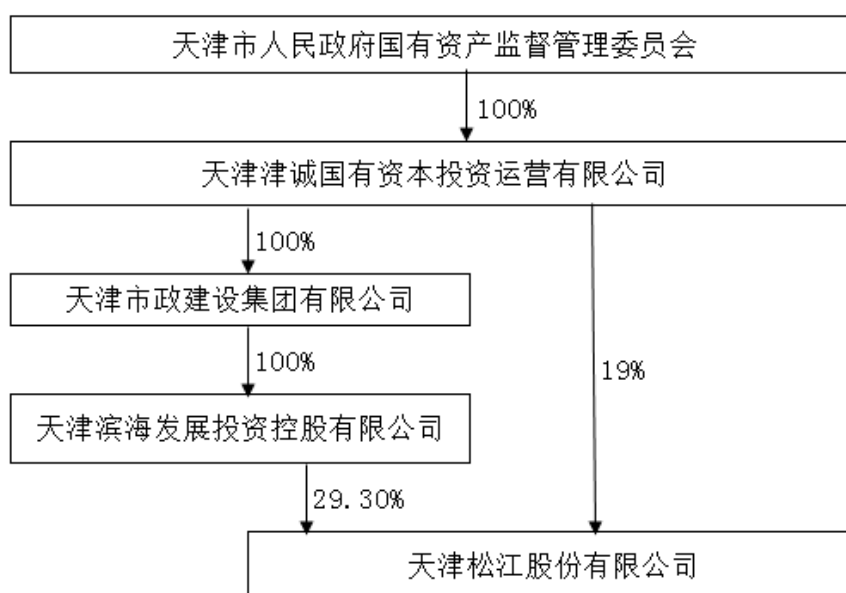 天津市人民政府国有资产监督管理委员会
100%
天津津诚国有资本投资运营有限公司
100%
天津市政建设集团有限公司
100%
19%
天津滨海发展投资控股有限公司
29.30%
天津松江股份有限公司